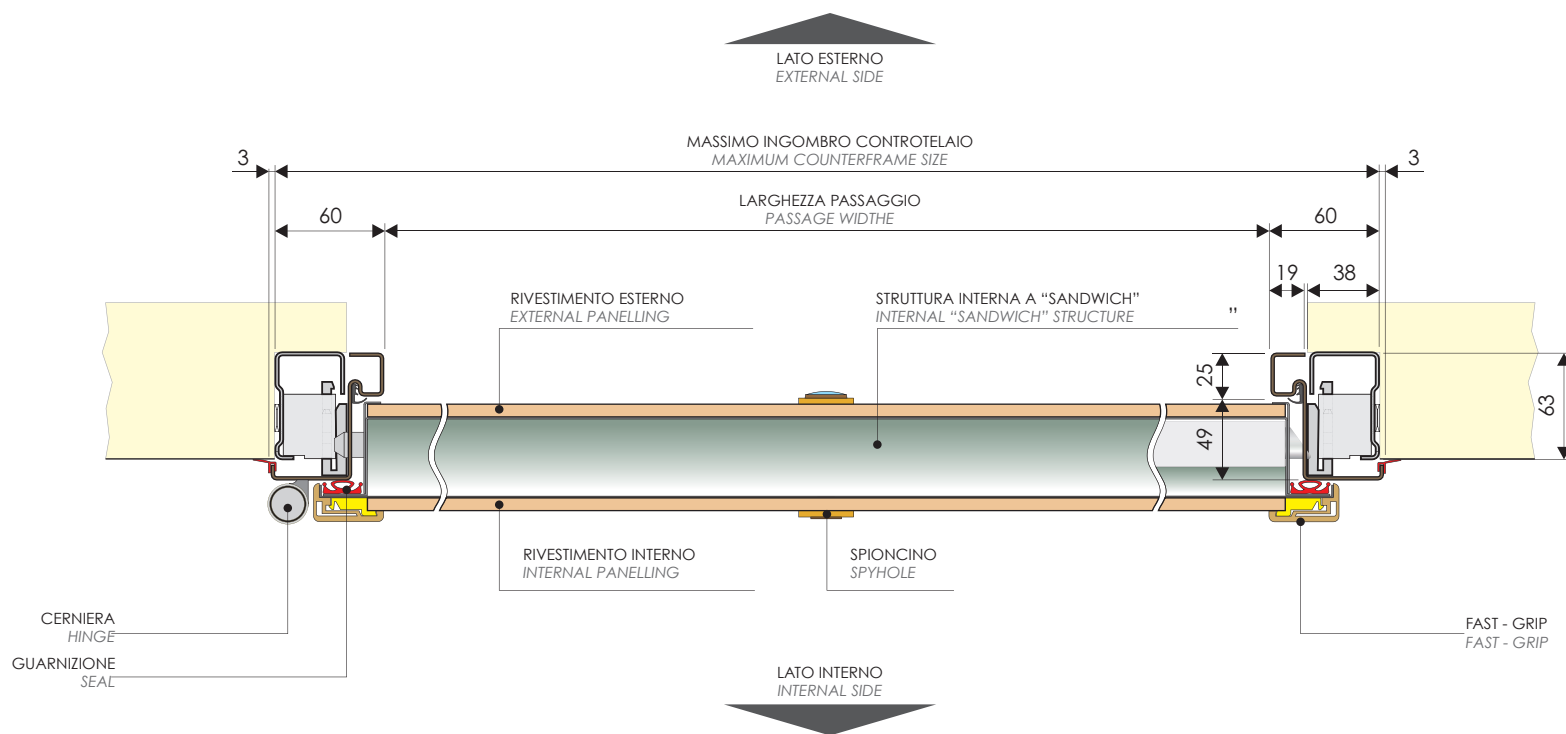 LATO ESTERNO
EXTERNAL SIDE
MASSIMO INGOMBRO CONTROTELAIO
MAXIMUM COUNTERFRAME SIZE
3
3
LARGHEZZA PASSAGGIO
PASSAGE WIDTHE
60
60
19
38
RIVESTIMENTO ESTERNO
EXTERNAL PANELLING
STRUTTURA INTERNA A “SANDWICH”
INTERNAL “SANDWICH” STRUCTURE
”
25
63
49
RIVESTIMENTO INTERNO
INTERNAL PANELLING
SPIONCINO
SPYHOLE
CERNIERA
HINGE
FAST - GRIP
FAST - GRIP
GUARNIZIONE
SEAL
LATO INTERNO
INTERNAL SIDE